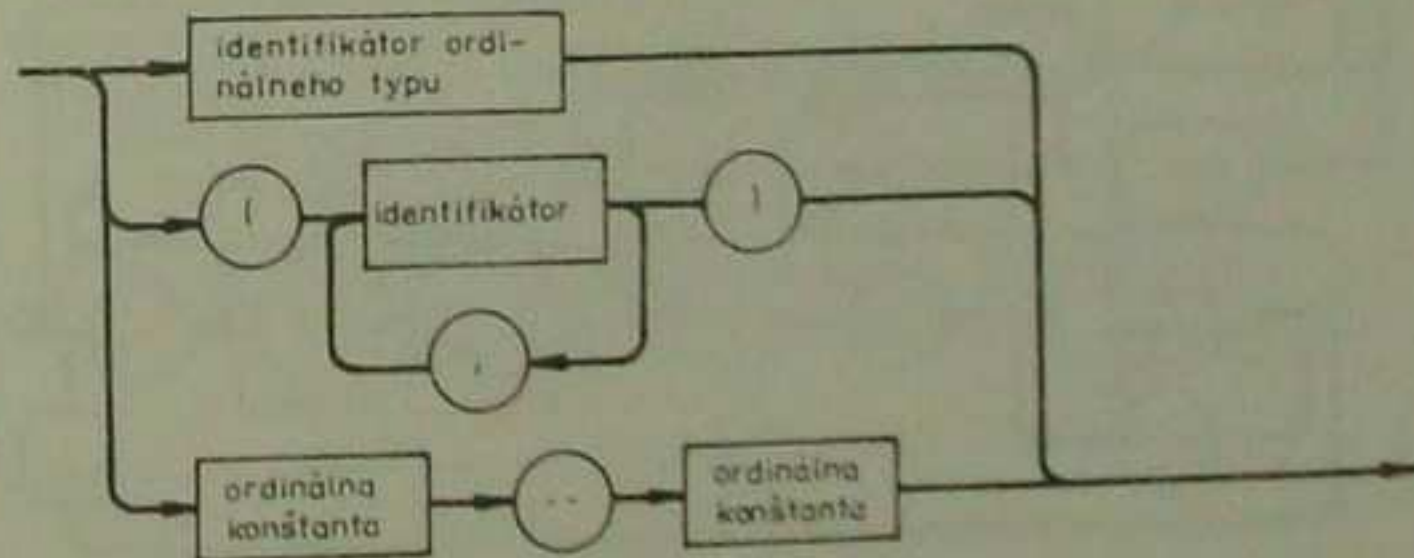 identifikátor ordi-
nálneho typu
(
identifikátor
)
,
ordinálna
konštanta
..
ordinálna
konštanta